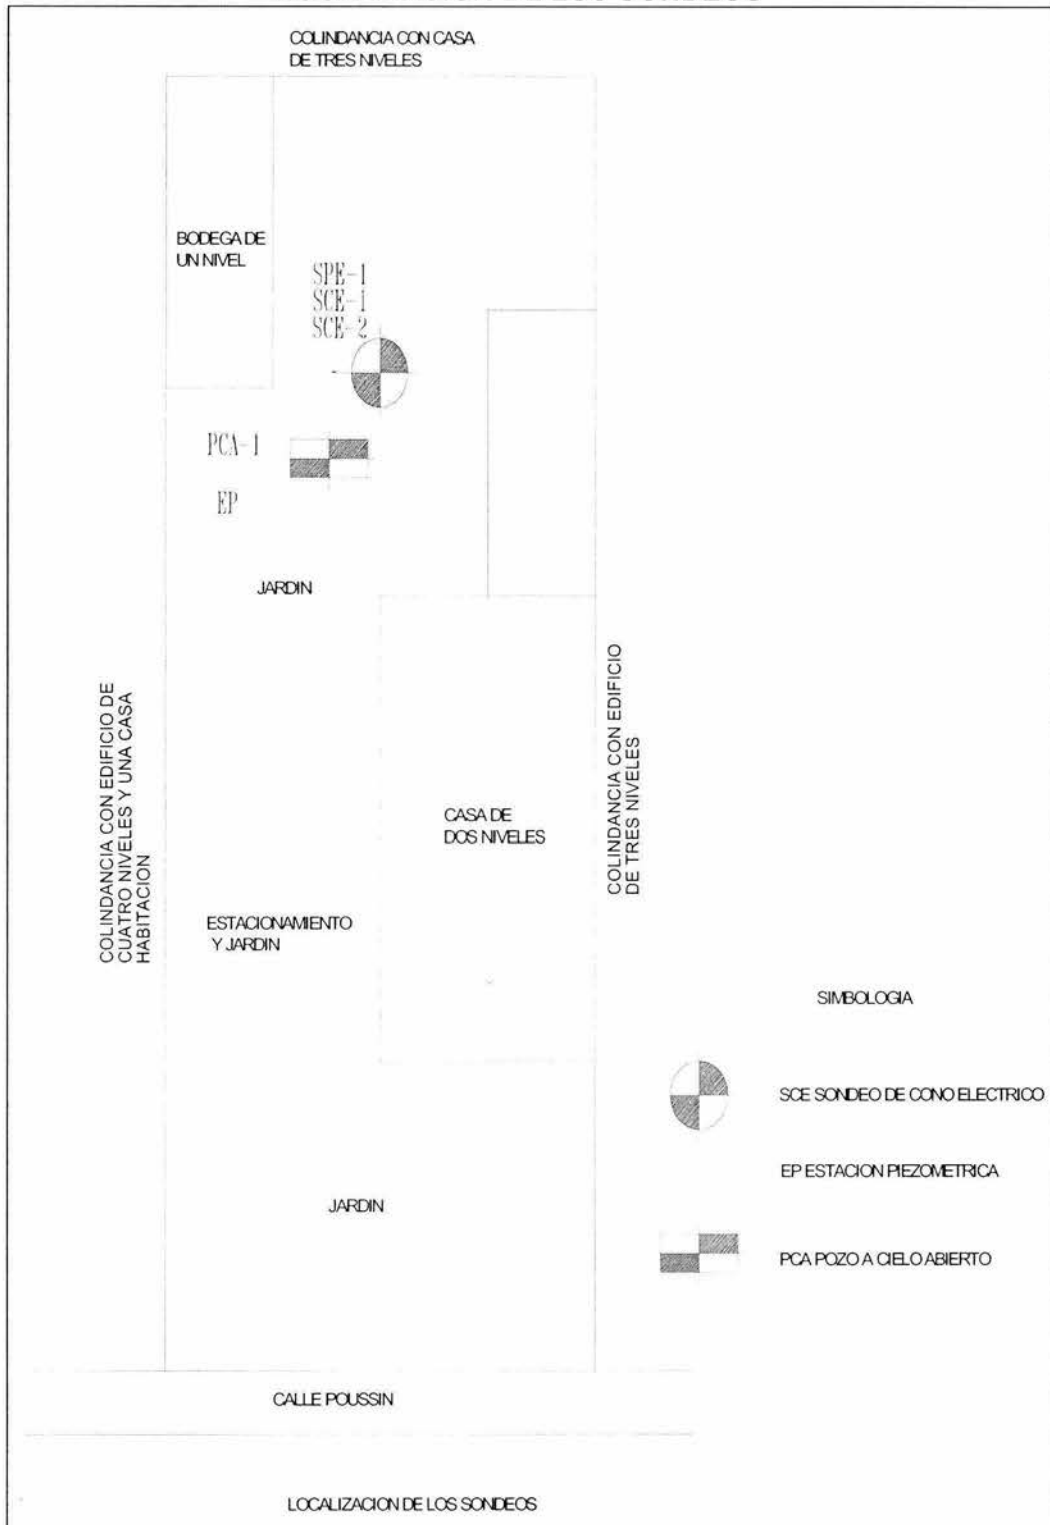 COLINDANCIA CON CASA
DE TRES NIVELES
BODEGA DE
UN NIVEL
SPE-1
SCE-1
SCE-2
PCA-1
EP
JARDIN
COLINDANCIA CON EDIFICIO DE
CUATRO NIVELES Y UNA CASA
HABITACION
COLINDANCIA CON EDIFICIO
DE TRES NIVELES
CASA DE
DOS NIVELES
ESTACIONAMIENTO
Y JARDIN
SIMBOLOGIA
SCE SONDEO DE CONO ELECTRICO
EP ESTACION PIEZOMETRICA
JARDIN
PCA POZO A CIELO ABIERTO
CALLE POUSSIN
LOCALIZACION DE LOS SONDEOS